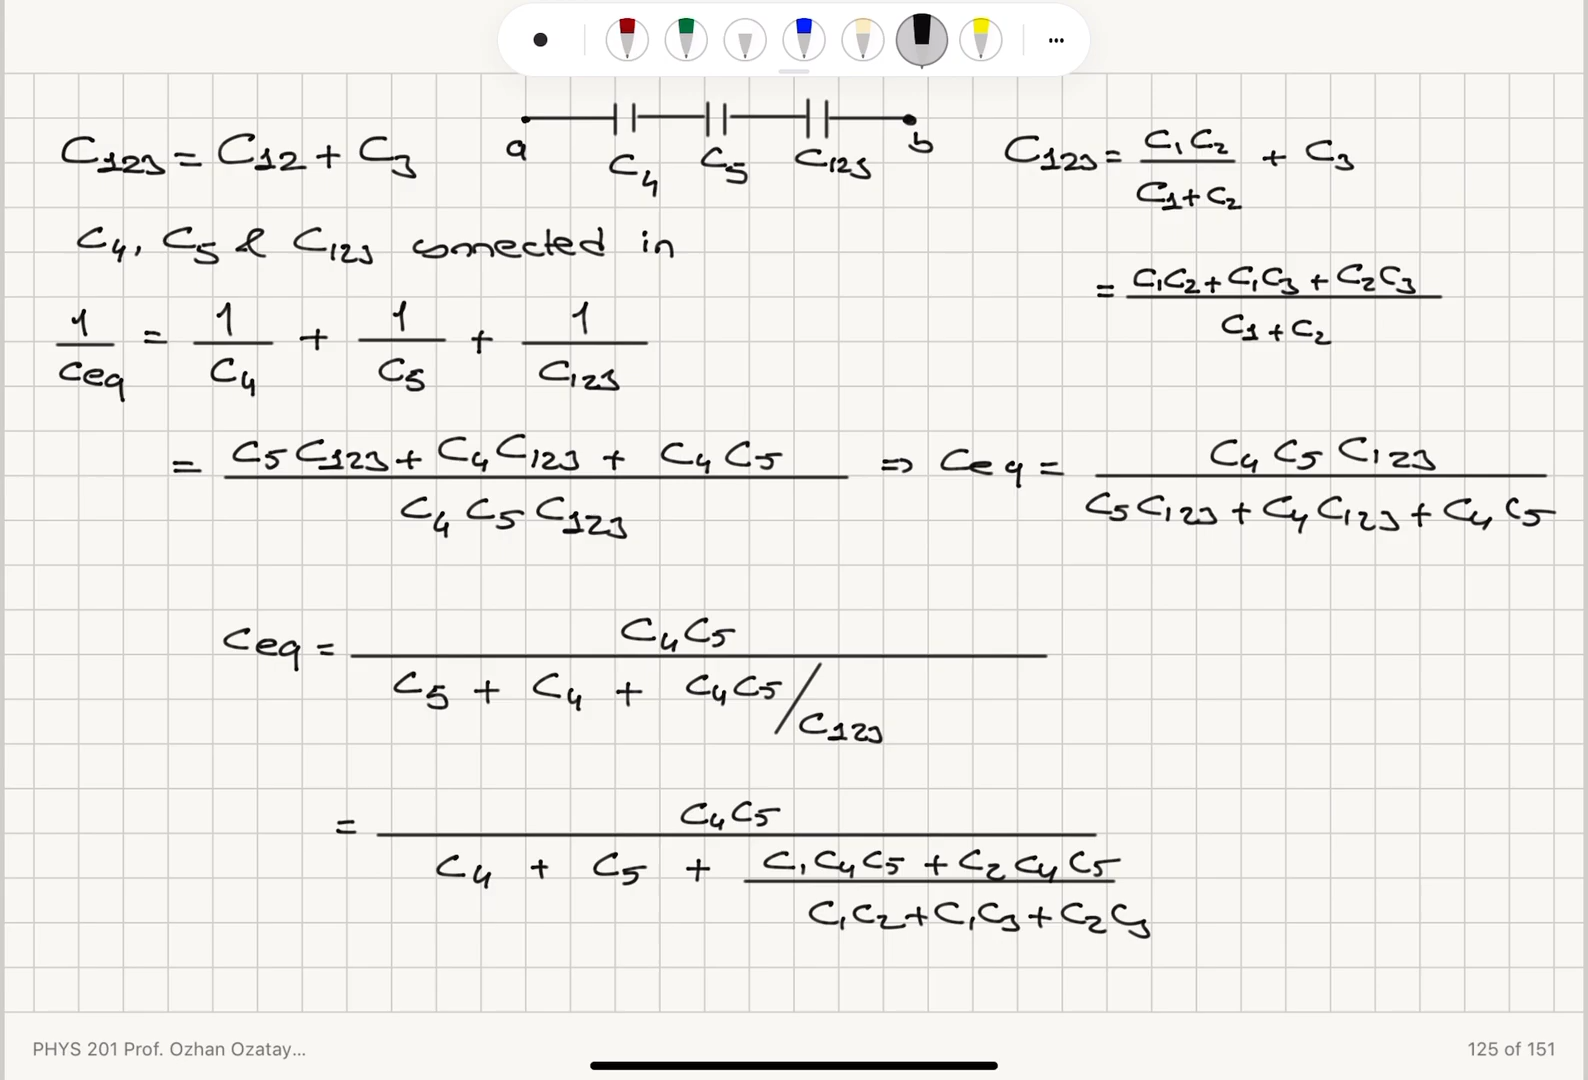 C₁₂₃ = C₁₂ + C₃
a
C₄ C₅ C₁₂₃
b
C₁₂₃ = C₁C₂ / (C₁ + C₂) + C₃
C₄, C₅ & C₁₂₃ connected in
= (C₁C₂ + C₁C₃ + C₂C₃) / (C₁ + C₂)
1/Ceq = 1/C₄ + 1/C₅ + 1/C₁₂₃
= (C₅C₁₂₃ + C₄C₁₂₃ + C₄C₅) / (C₄C₅C₁₂₃) ⇒ Ceq = C₄C₅C₁₂₃ / (C₅C₁₂₃ + C₄C₁₂₃ + C₄C₅)
Ceq = C₄C₅ / (C₅ + C₄ + C₄C₅/C₁₂₃)
= C₄C₅ / (C₄ + C₅ + (C₁C₄C₅ + C₂C₄C₅) / (C₁C₂ + C₁C₃ + C₂C₃))
PHYS 201 Prof. Ozhan Ozatay...
125 of 151